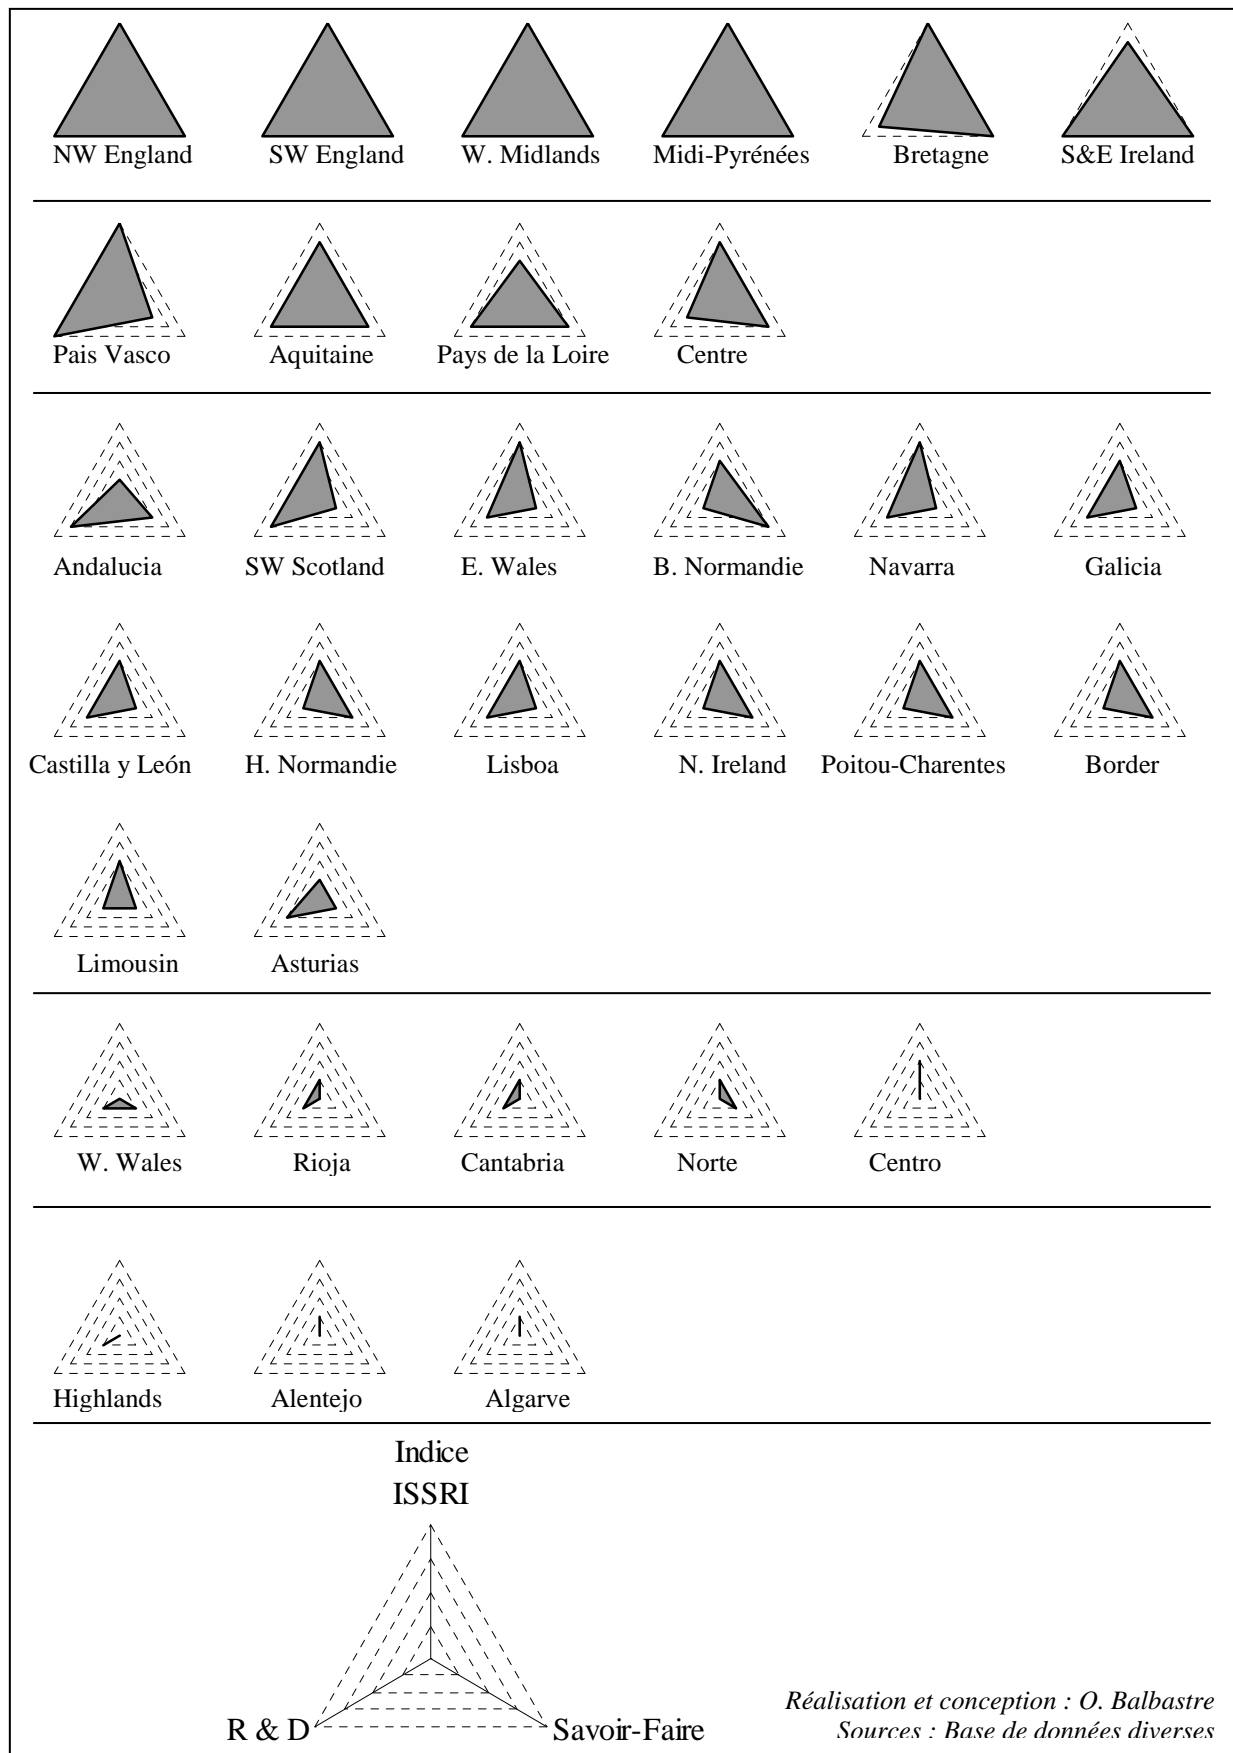 NW England SW England W. Midlands Midi-Pyrénées Bretagne S&E Ireland
Pais Vasco Aquitaine Pays de la Loire Centre
Andalucia SW Scotland E. Wales B. Normandie Navarra Galicia
Castilla y León H. Normandie Lisboa N. Ireland Poitou-Charentes Border
Limousin Asturias
W. Wales Rioja Cantabria Norte Centro
Highlands Alentejo Algarve
Indice
ISSRI
R & D Savoir-Faire
Réalisation et conception : O. Balbastre
Sources : Base de données diverses